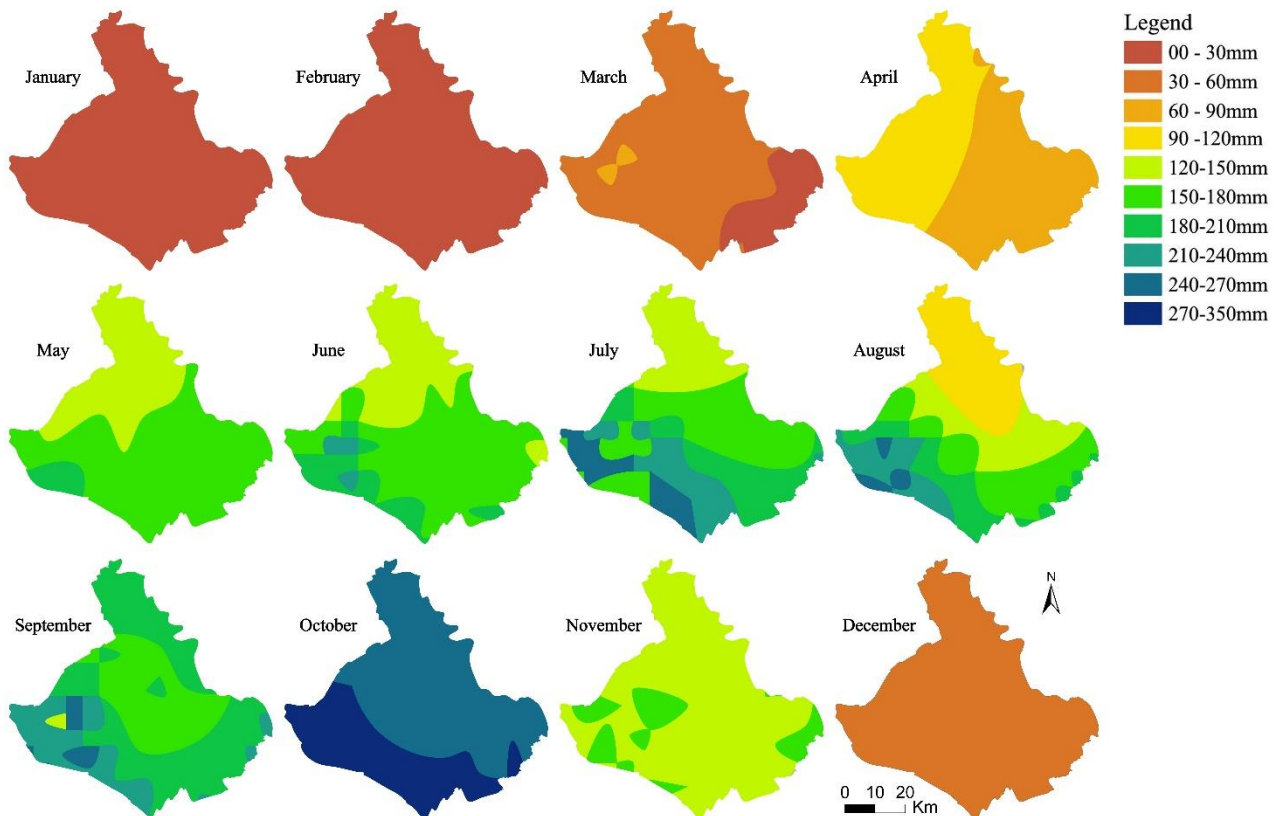 January
February
March
April
Legend
00 - 30mm
30 - 60mm
60 - 90mm
90 -120mm
120-150mm
150-180mm
180-210mm
210-240mm
240-270mm
270-350mm
May
June
July
August
September
October
November
December
N
0 10 20
Km